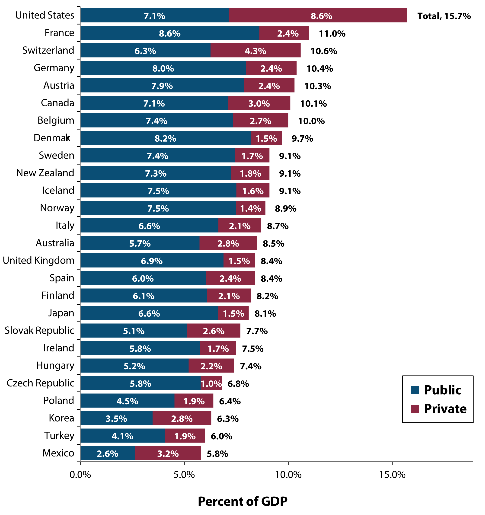 United States 7.1% 8.6% Total, 15.7%
France 8.6% 2.4% 11.0%
Switzerland 6.3% 4.3% 10.6%
Germany 8.0% 2.4% 10.4%
Austria 7.9% 2.4% 10.3%
Canada 7.1% 3.0% 10.1%
Belgium 7.4% 2.7% 10.0%
Denmak 8.2% 1.5% 9.7%
Sweden 7.4% 1.7% 9.1%
New Zealand 7.3% 1.8% 9.1%
Iceland 7.5% 1.6% 9.1%
Norway 7.5% 1.4% 8.9%
Italy 6.6% 2.1% 8.7%
Australia 5.7% 2.8% 8.5%
United Kingdom 6.9% 1.5% 8.4%
Spain 6.0% 2.4% 8.4%
Finland 6.1% 2.1% 8.2%
Japan 6.6% 1.5% 8.1%
Slovak Republic 5.1% 2.6% 7.7%
Ireland 5.8% 1.7% 7.5%
Hungary 5.2% 2.2% 7.4%
Czech Republic 5.8% 1.0% 6.8%
Poland 4.5% 1.9% 6.4%
Korea 3.5% 2.8% 6.3%
Turkey 4.1% 1.9% 6.0%
Mexico 2.6% 3.2% 5.8%
Public
Private
0.0% 5.0% 10.0% 15.0%
Percent of GDP